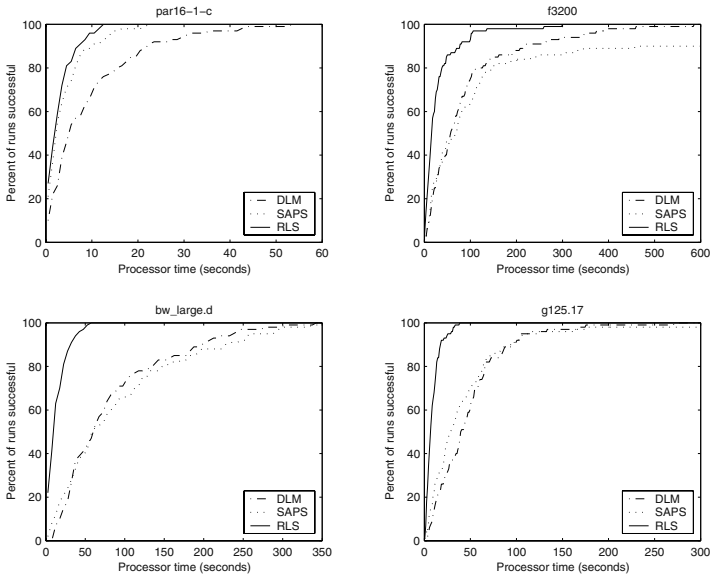 par16−1−c
100
80
60
40
20
0
Percent of runs successful
0 10 20 30 40 50 60
Processor time (seconds)
DLM
SAPS
RLS
f3200
100
80
60
40
20
0
Percent of runs successful
0 100 200 300 400 500 600
Processor time (seconds)
DLM
SAPS
RLS
bw_large.d
100
80
60
40
20
0
Percent of runs successful
0 50 100 150 200 250 300 350
Processor time (seconds)
DLM
SAPS
RLS
g125.17
100
80
60
40
20
0
Percent of runs successful
0 50 100 150 200 250 300
Processor time (seconds)
DLM
SAPS
RLS